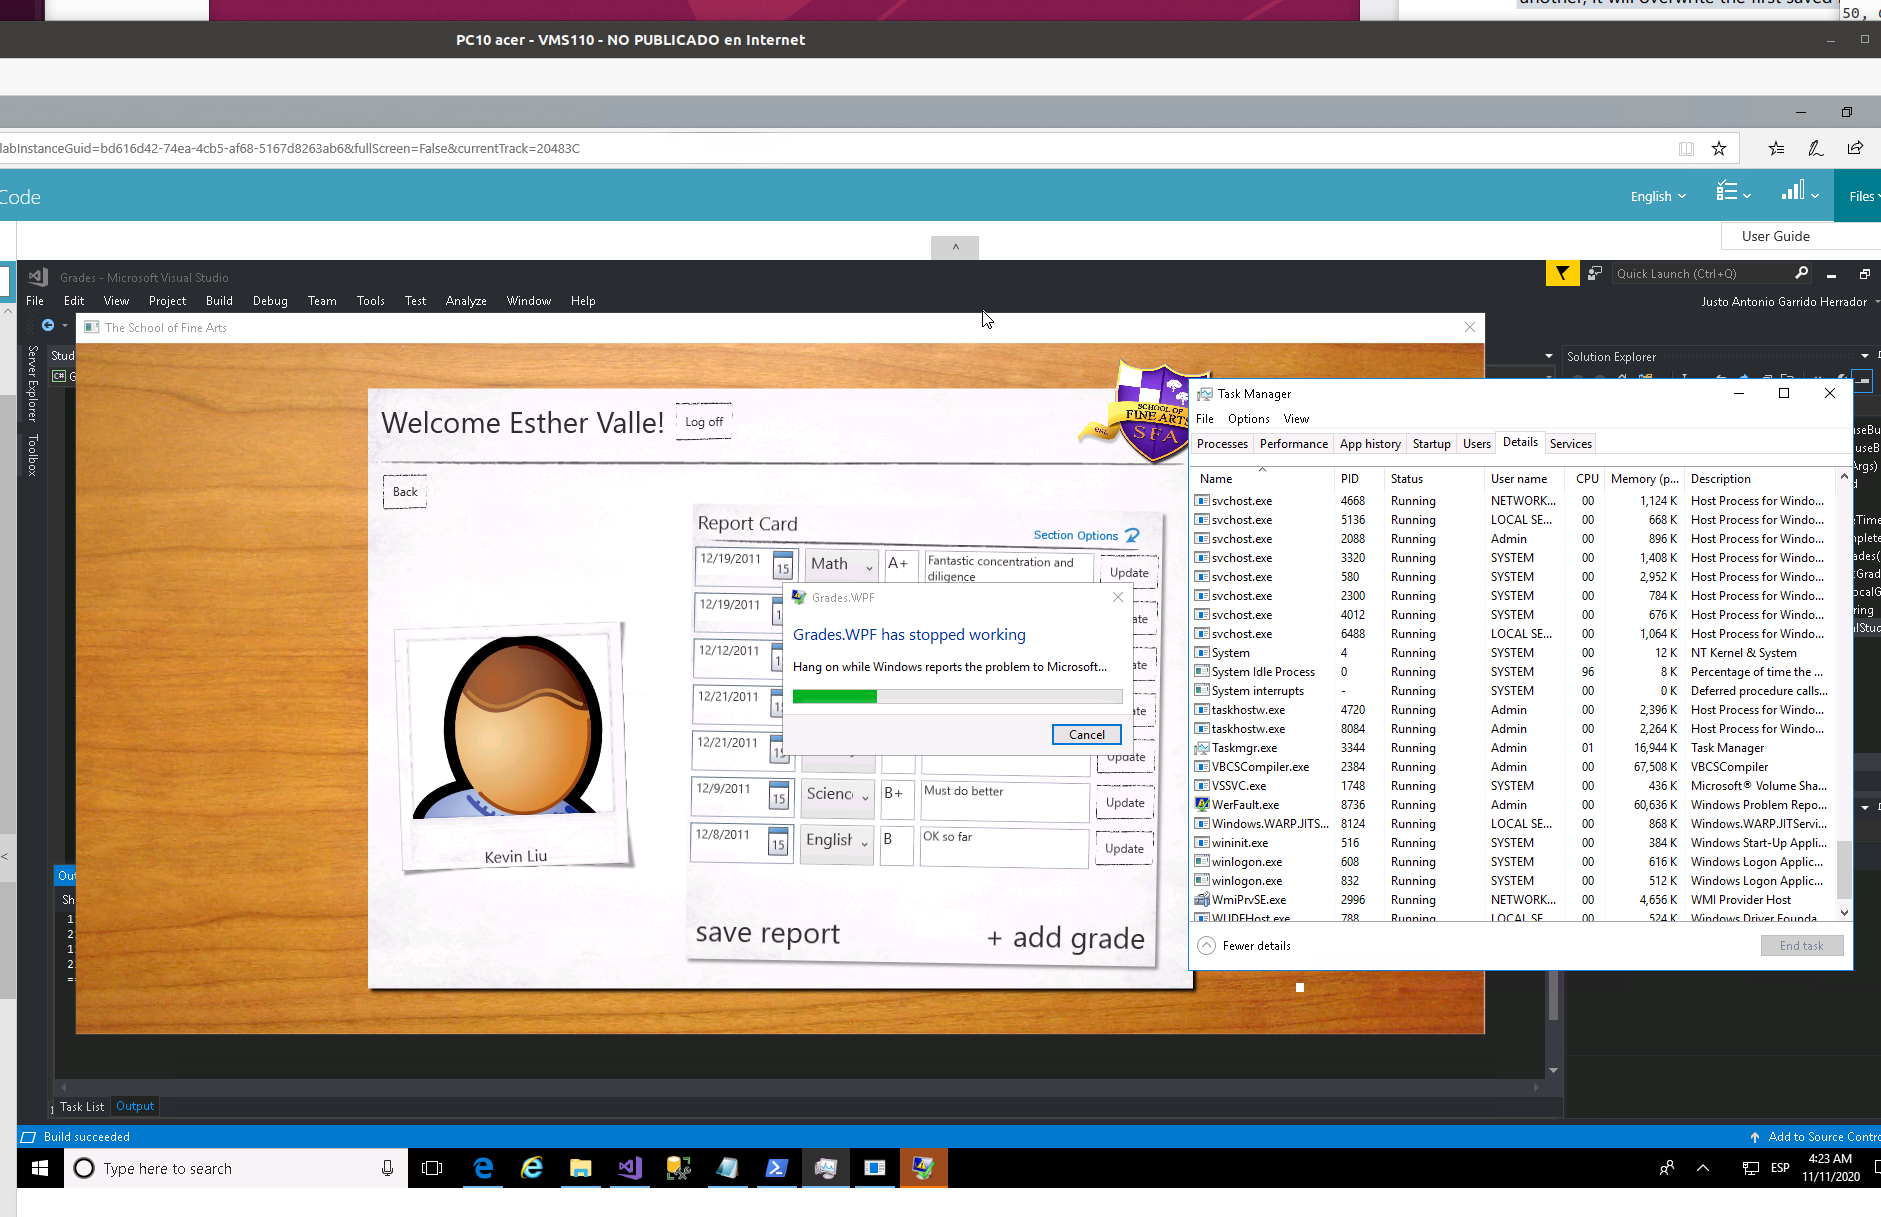 another, it will overwrite the first saved
50,
PC10 acer - VMS110 - NO PUBLICADO en Internet
labInstanceGuid=bd616d42-74ea-4cb5-af68-5167d8263ab6&fullScreen=False&currentTrack=20483C
Code
English
Files
User Guide
Grades - Microsoft Visual Studio
Quick Launch (Ctrl+Q)
File Edit View Project Build Debug Team Tools Test Analyze Window Help
Justo Antonio Garrido Herrador
The School of Fine Arts
Server Explorer
Toolbox
Stud
Solution Explorer
Welcome Esther Valle!
Log off
SCHOOL OF
FINE ARTS
SFA
Back
Report Card
Section Options
12/19/2011 15 Math A+ Fantastic concentration and diligence Update
12/19/2011
12/12/2011
12/21/2011
12/21/2011 Update
12/9/2011 15 Scienc B+ Must do better Update
12/8/2011 15 English B OK so far Update
Kevin Liu
save report
+ add grade
Grades.WPF
Grades.WPF has stopped working
Hang on while Windows reports the problem to Microsoft...
Cancel
Task Manager
File Options View
Processes Performance App history Startup Users Details Services
Name PID Status User name CPU Memory (p... Description
svchost.exe 4668 Running NETWORK... 00 1,124 K Host Process for Windo...
svchost.exe 5136 Running LOCAL SE... 00 668 K Host Process for Windo...
svchost.exe 2088 Running Admin 00 896 K Host Process for Windo...
svchost.exe 3320 Running SYSTEM 00 1,408 K Host Process for Windo...
svchost.exe 580 Running SYSTEM 00 2,952 K Host Process for Windo...
svchost.exe 2300 Running SYSTEM 00 784 K Host Process for Windo...
svchost.exe 4012 Running SYSTEM 00 676 K Host Process for Windo...
svchost.exe 6488 Running LOCAL SE... 00 1,064 K Host Process for Windo...
System 4 Running SYSTEM 00 12 K NT Kernel & System
System Idle Process 0 Running SYSTEM 96 8 K Percentage of time the ...
System interrupts - Running SYSTEM 00 0 K Deferred procedure calls...
taskhostw.exe 4720 Running Admin 00 2,396 K Host Process for Windo...
taskhostw.exe 8084 Running Admin 00 2,264 K Host Process for Windo...
Taskmgr.exe 3344 Running Admin 01 16,944 K Task Manager
VBCSCompiler.exe 2384 Running Admin 00 67,508 K VBCSCompiler
VSSVC.exe 1748 Running SYSTEM 00 436 K Microsoft® Volume Sha...
WerFault.exe 8736 Running Admin 00 60,636 K Windows Problem Repo...
Windows.WARP.JITS... 8124 Running LOCAL SE... 00 868 K Windows.WARP.JITServi...
wininit.exe 516 Running SYSTEM 00 384 K Windows Start-Up Appli...
winlogon.exe 608 Running SYSTEM 00 616 K Windows Logon Applic...
winlogon.exe 832 Running SYSTEM 00 512 K Windows Logon Applic...
WmiPrvSE.exe 2996 Running NETWORK... 00 4,656 K WMI Provider Host
WUDFHost.exe 788 Running LOCAL SE 00 524 K Windows Driver Founda
Fewer details
End task
Out
Sh
Task List Output
Build succeeded
Add to Source Contro
Type here to search
ESP
4:23 AM
11/11/2020